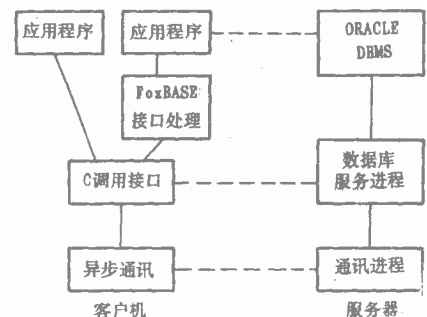 应用程序
应用程序
ORACLE
DBMS
FoxBASE
接口处理
C调用接口
数据库
服务进程
异步通讯
通讯进程
客户机
服务器